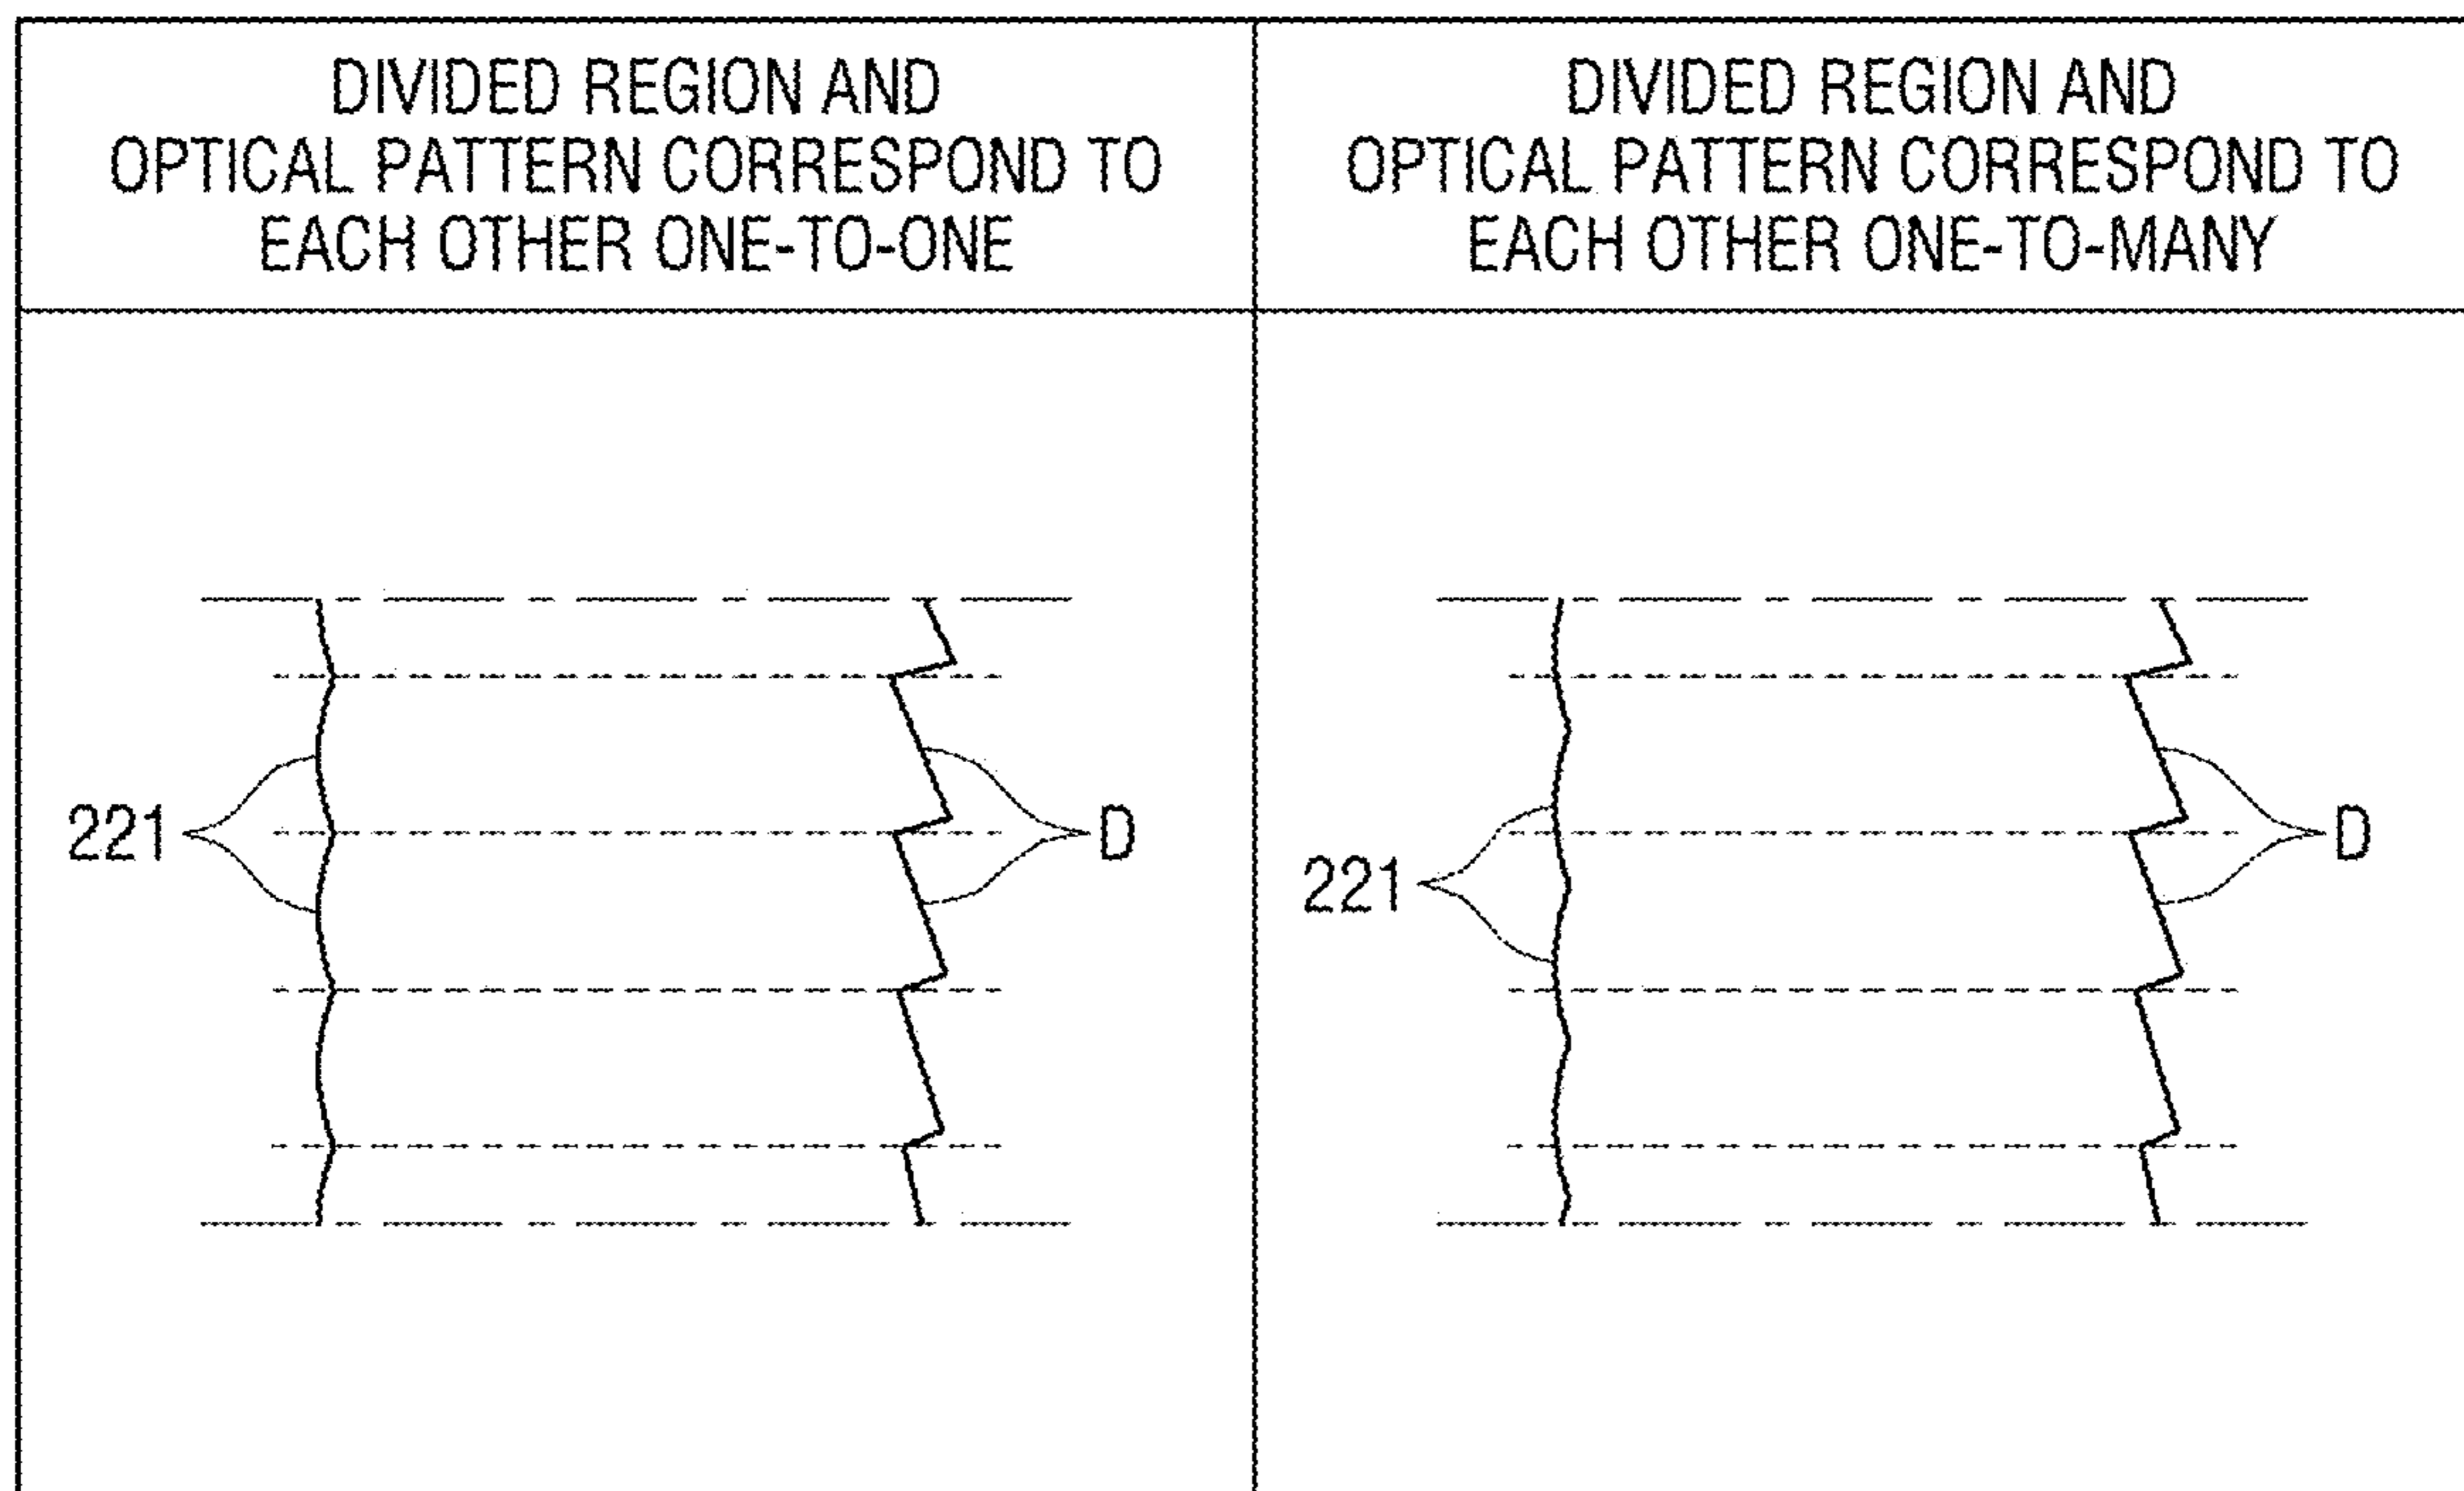 DIVIDED REGION AND
OPTICAL PATTERN CORRESPOND TO
EACH OTHER ONE-TO-ONE
DIVIDED REGION AND
OPTICAL PATTERN CORRESPOND TO
EACH OTHER ONE-TO-MANY
221
D
221
D